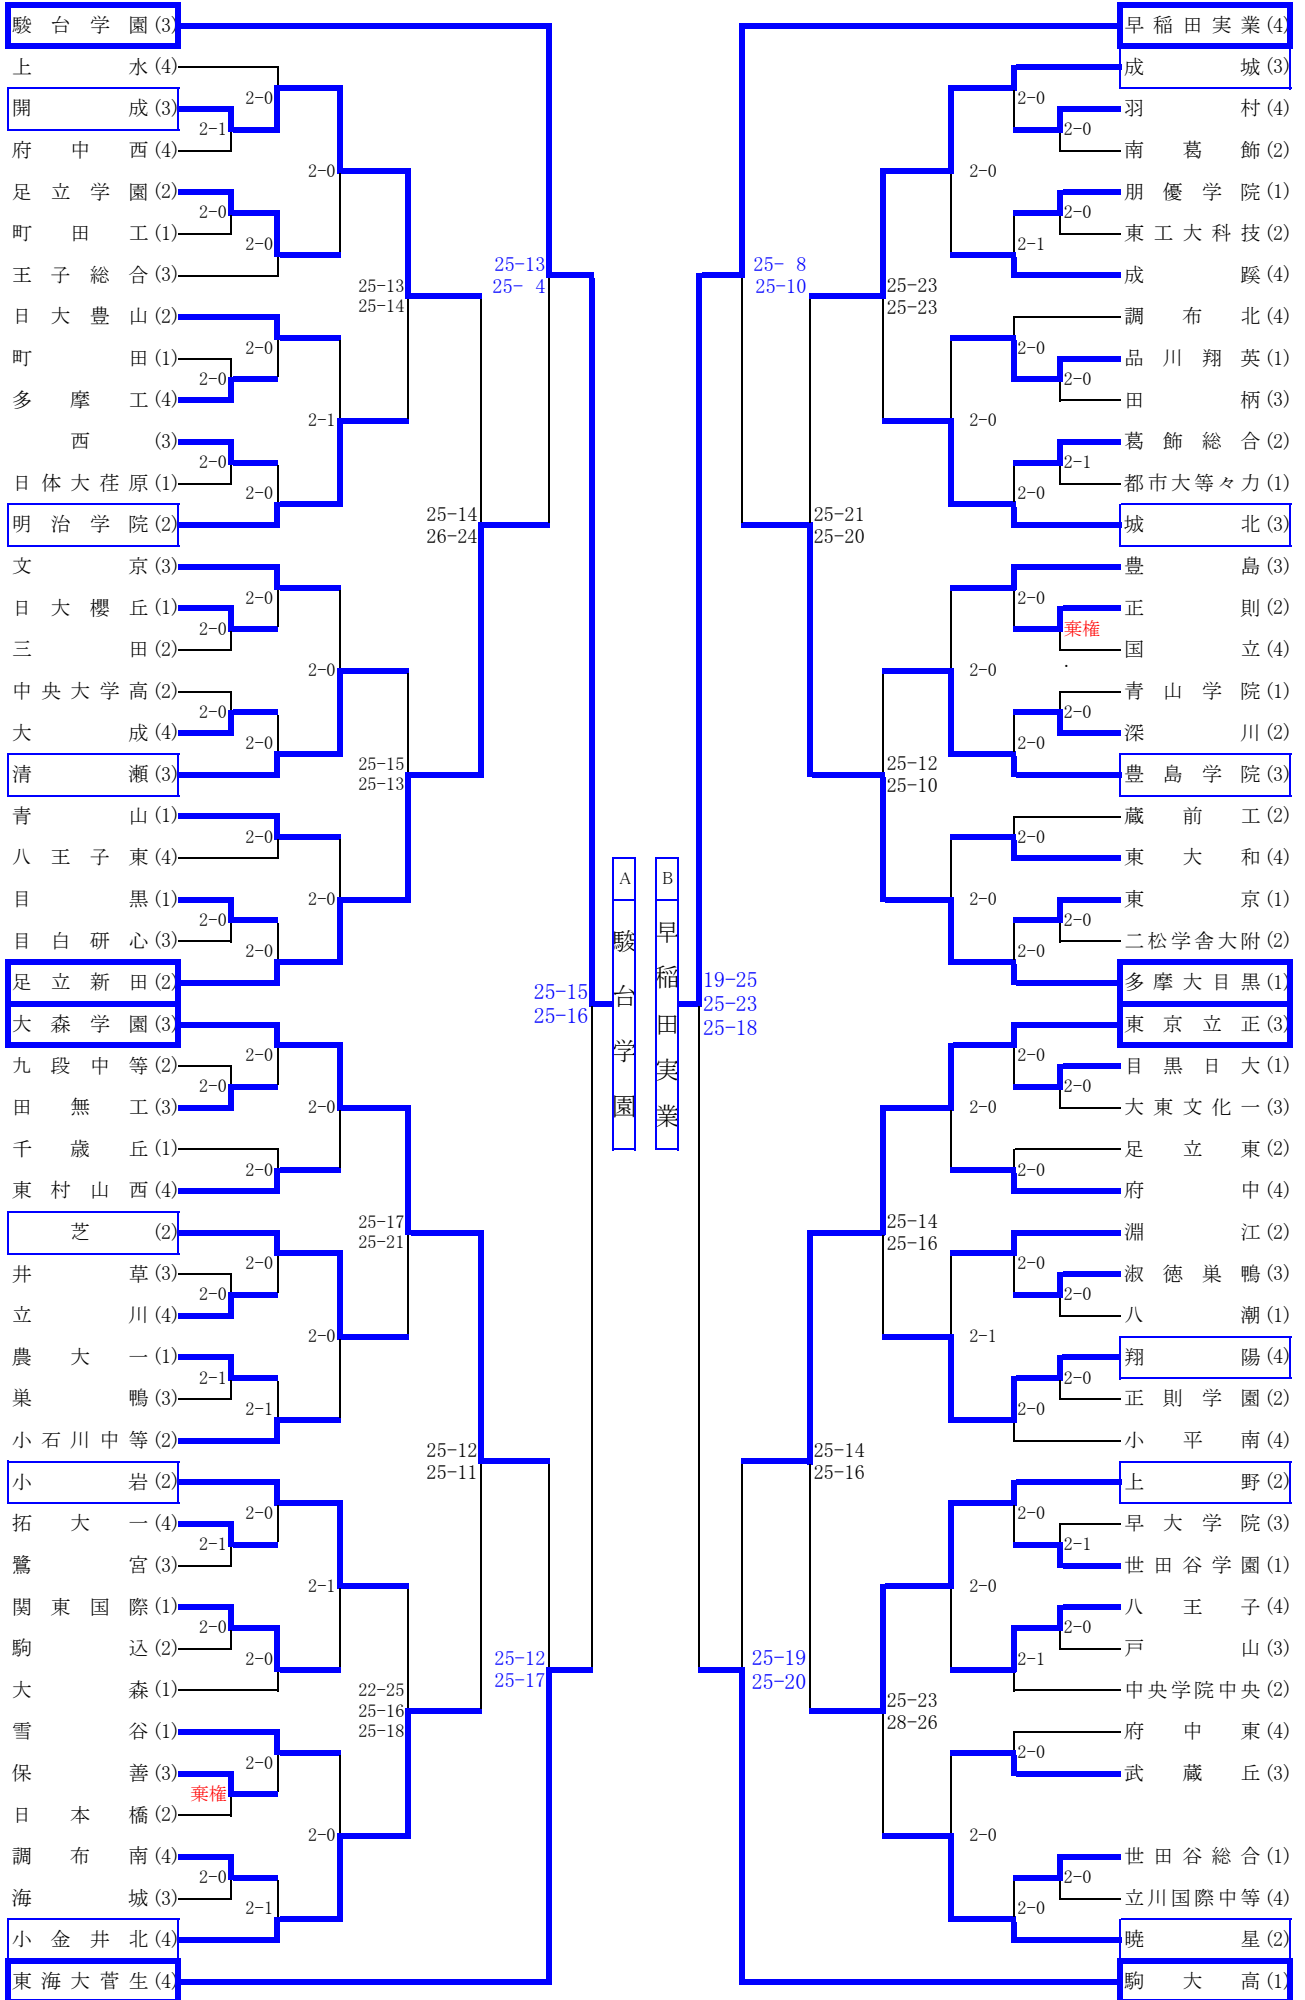 駿台学園(3)
上水(4)
開成(3)
府中西(4)
足立学園(2)
町田工(1)
王子総合(3)
日大豊山(2)
町田(1)
多摩工(4)
西(3)
日体大荏原(1)
明治学院(2)
文京(3)
日大櫻丘(1)
三田(2)
中央大学高(2)
大成(4)
清瀬(3)
青山(1)
八王子東(4)
目黒(1)
目白研心(3)
足立新田(2)
大森学園(3)
九段中等(2)
田無工(3)
千歳丘(1)
東村山西(4)
芝(2)
井草(3)
立川(4)
農大一(1)
巣鴨(3)
小石川中等(2)
小岩(2)
拓大一(4)
鷺宮(3)
関東国際(1)
駒込(2)
大森(1)
雪谷(1)
保善(3)
日本橋(2)
調布南(4)
海城(3)
小金井北(4)
東海大菅生(4)
2-1
2-0
2-0
2-0
2-0
2-0
2-0
2-0
棄権
2-0
2-1
2-0
2-0
2-1
2-0
2-0
2-0
2-0
2-0
2-0
2-0
2-0
2-0
2-0
2-1
2-0
2-0
2-0
2-1
2-0
2-1
2-0
2-0
2-0
2-0
2-1
2-0
25-13
25-14
25-15
25-13
25-17
25-21
22-25
25-16
25-18
25-14
26-24
25-12
25-11
25-13
25- 4
25-12
25-17
25-15
25-16
A
駿台学園
B
早稲田実業
19-25
25-23
25-18
25- 8
25-10
25-19
25-20
25-21
25-20
25-14
25-16
25-23
25-23
25-12
25-10
25-14
25-16
25-23
28-26
2-0
2-0
2-0
2-0
2-0
2-1
2-0
2-0
2-0
2-1
2-0
2-0
2-0
2-0
2-0
2-0
2-0
2-0
2-0
2-0
2-1
2-0
2-0
2-0
2-0
2-1
棄権
.
2-0
2-0
2-0
2-0
2-0
2-1
2-0
2-0
早稲田実業(4)
成城(3)
羽村(4)
南葛飾(2)
朋優学院(1)
東工大科技(2)
成蹊(4)
調布北(4)
品川翔英(1)
田柄(3)
葛飾総合(2)
都市大等々力(1)
城北(3)
豊島(3)
正則(2)
国立(4)
青山学院(1)
深川(2)
豊島学院(3)
蔵前工(2)
東大和(4)
東京(1)
二松学舎大附(2)
多摩大目黒(1)
東京立正(3)
目黒日大(1)
大東文化一(3)
足立東(2)
府中(4)
淵江(2)
淑徳巣鴨(3)
八潮(1)
翔陽(4)
正則学園(2)
小平南(4)
上野(2)
早大学院(3)
世田谷学園(1)
八王子(4)
戸山(3)
中央学院中央(2)
府中東(4)
武蔵丘(3)
世田谷総合(1)
立川国際中等(4)
暁星(2)
駒大高(1)